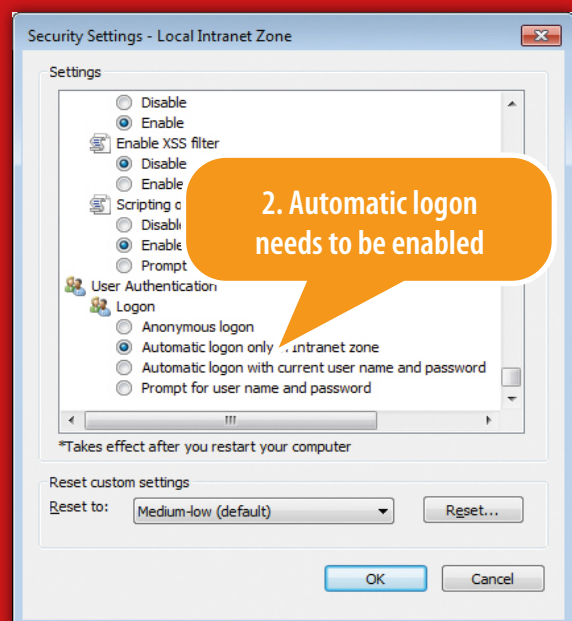 Security Settings - Local Intranet Zone
Settings
Disable
Enable
Enable XSS filter
Disable
Enable
Scripting o
Disabl
Enable
Prompt
2. Automatic logon
needs to be enabled
User Authentication
Logon
Anonymous logon
Automatic logon only Intranet zone
Automatic logon with current user name and password
Prompt for user name and password
*Takes effect after you restart your computer
Reset custom settings
Reset to:
Medium-low (default)
Reset...
OK
Cancel